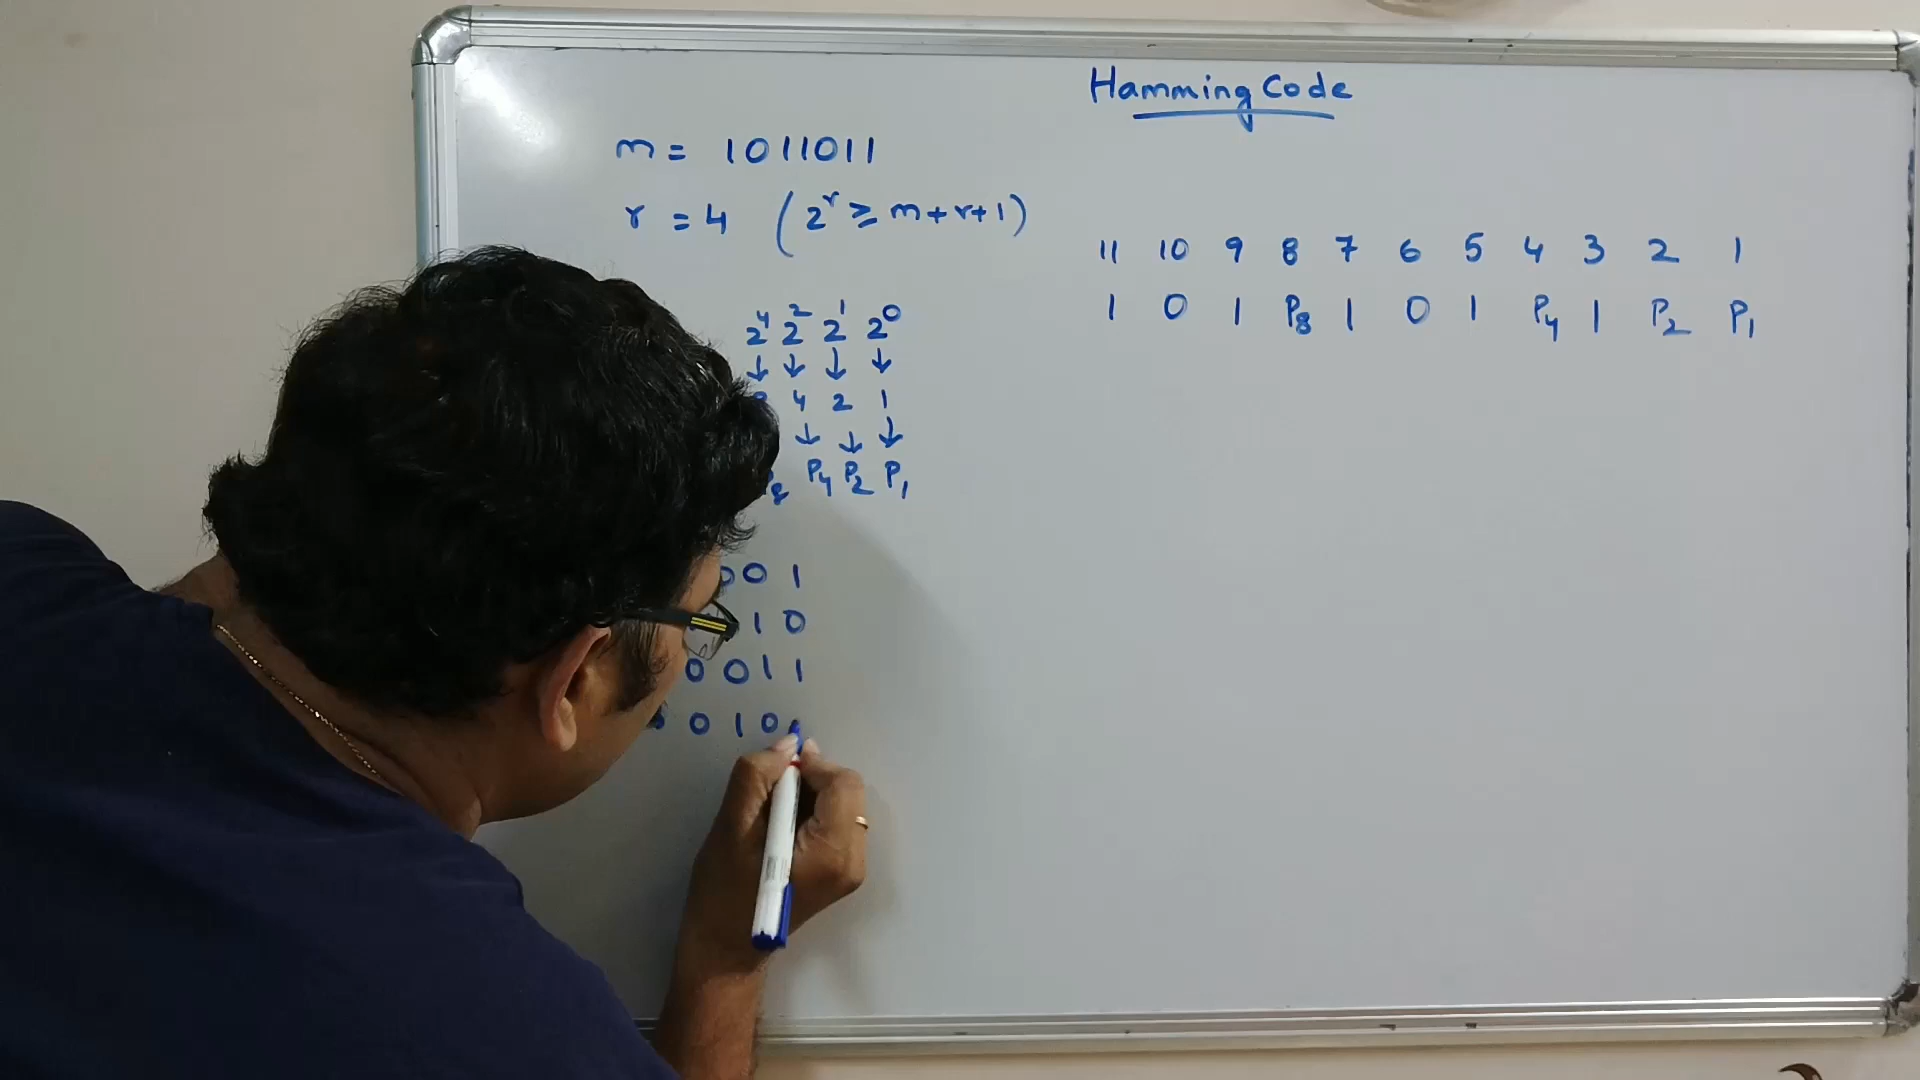 Hamming Code
m = 1011011
r = 4 (2^r ≥ m+r+1)
11 10 9 8 7 6 5 4 3 2 1
1 0 1 P8 1 0 1 P4 1 P2 P1
2^4 2^2 2^1 2^0
↓ ↓ ↓ ↓
4 2 1
↓ ↓ ↓
P8 P4 P2 P1
0 0 1
1 0
0 0 1 1
0 1 0